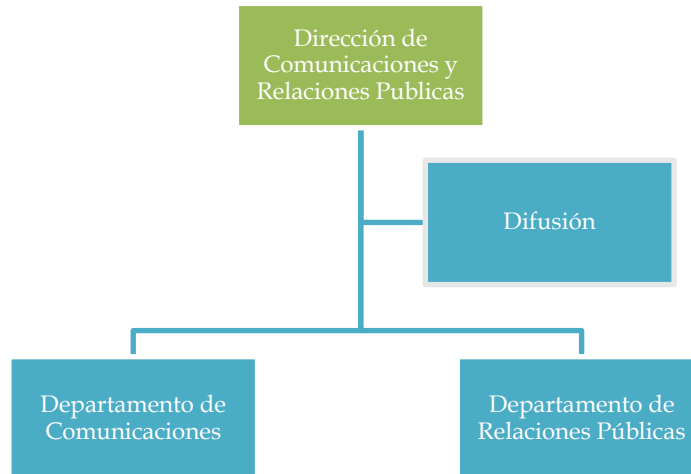 Dirección de
Comunicaciones y
Relaciones Publicas
Difusión
Departamento de
Comunicaciones
Departamento de
Relaciones Públicas